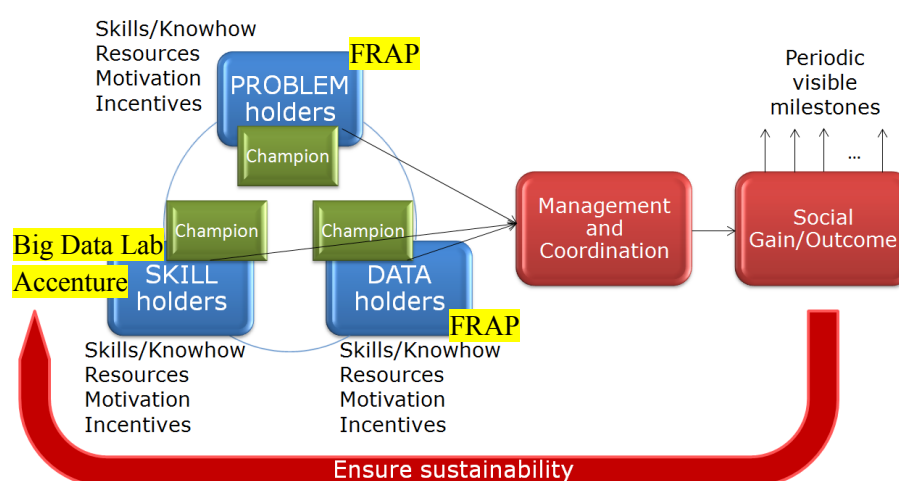 Skills/Knowhow
Resources
Motivation
Incentives
FRAP
PROBLEM
holders
Champion
Periodic
visible
milestones
...
Champion
Champion
Management
and
Coordination
Social
Gain/Outcome
Big Data Lab
Accenture
SKILL
holders
DATA
holders
FRAP
Skills/Knowhow
Resources
Motivation
Incentives
Skills/Knowhow
Resources
Motivation
Incentives
Ensure sustainability